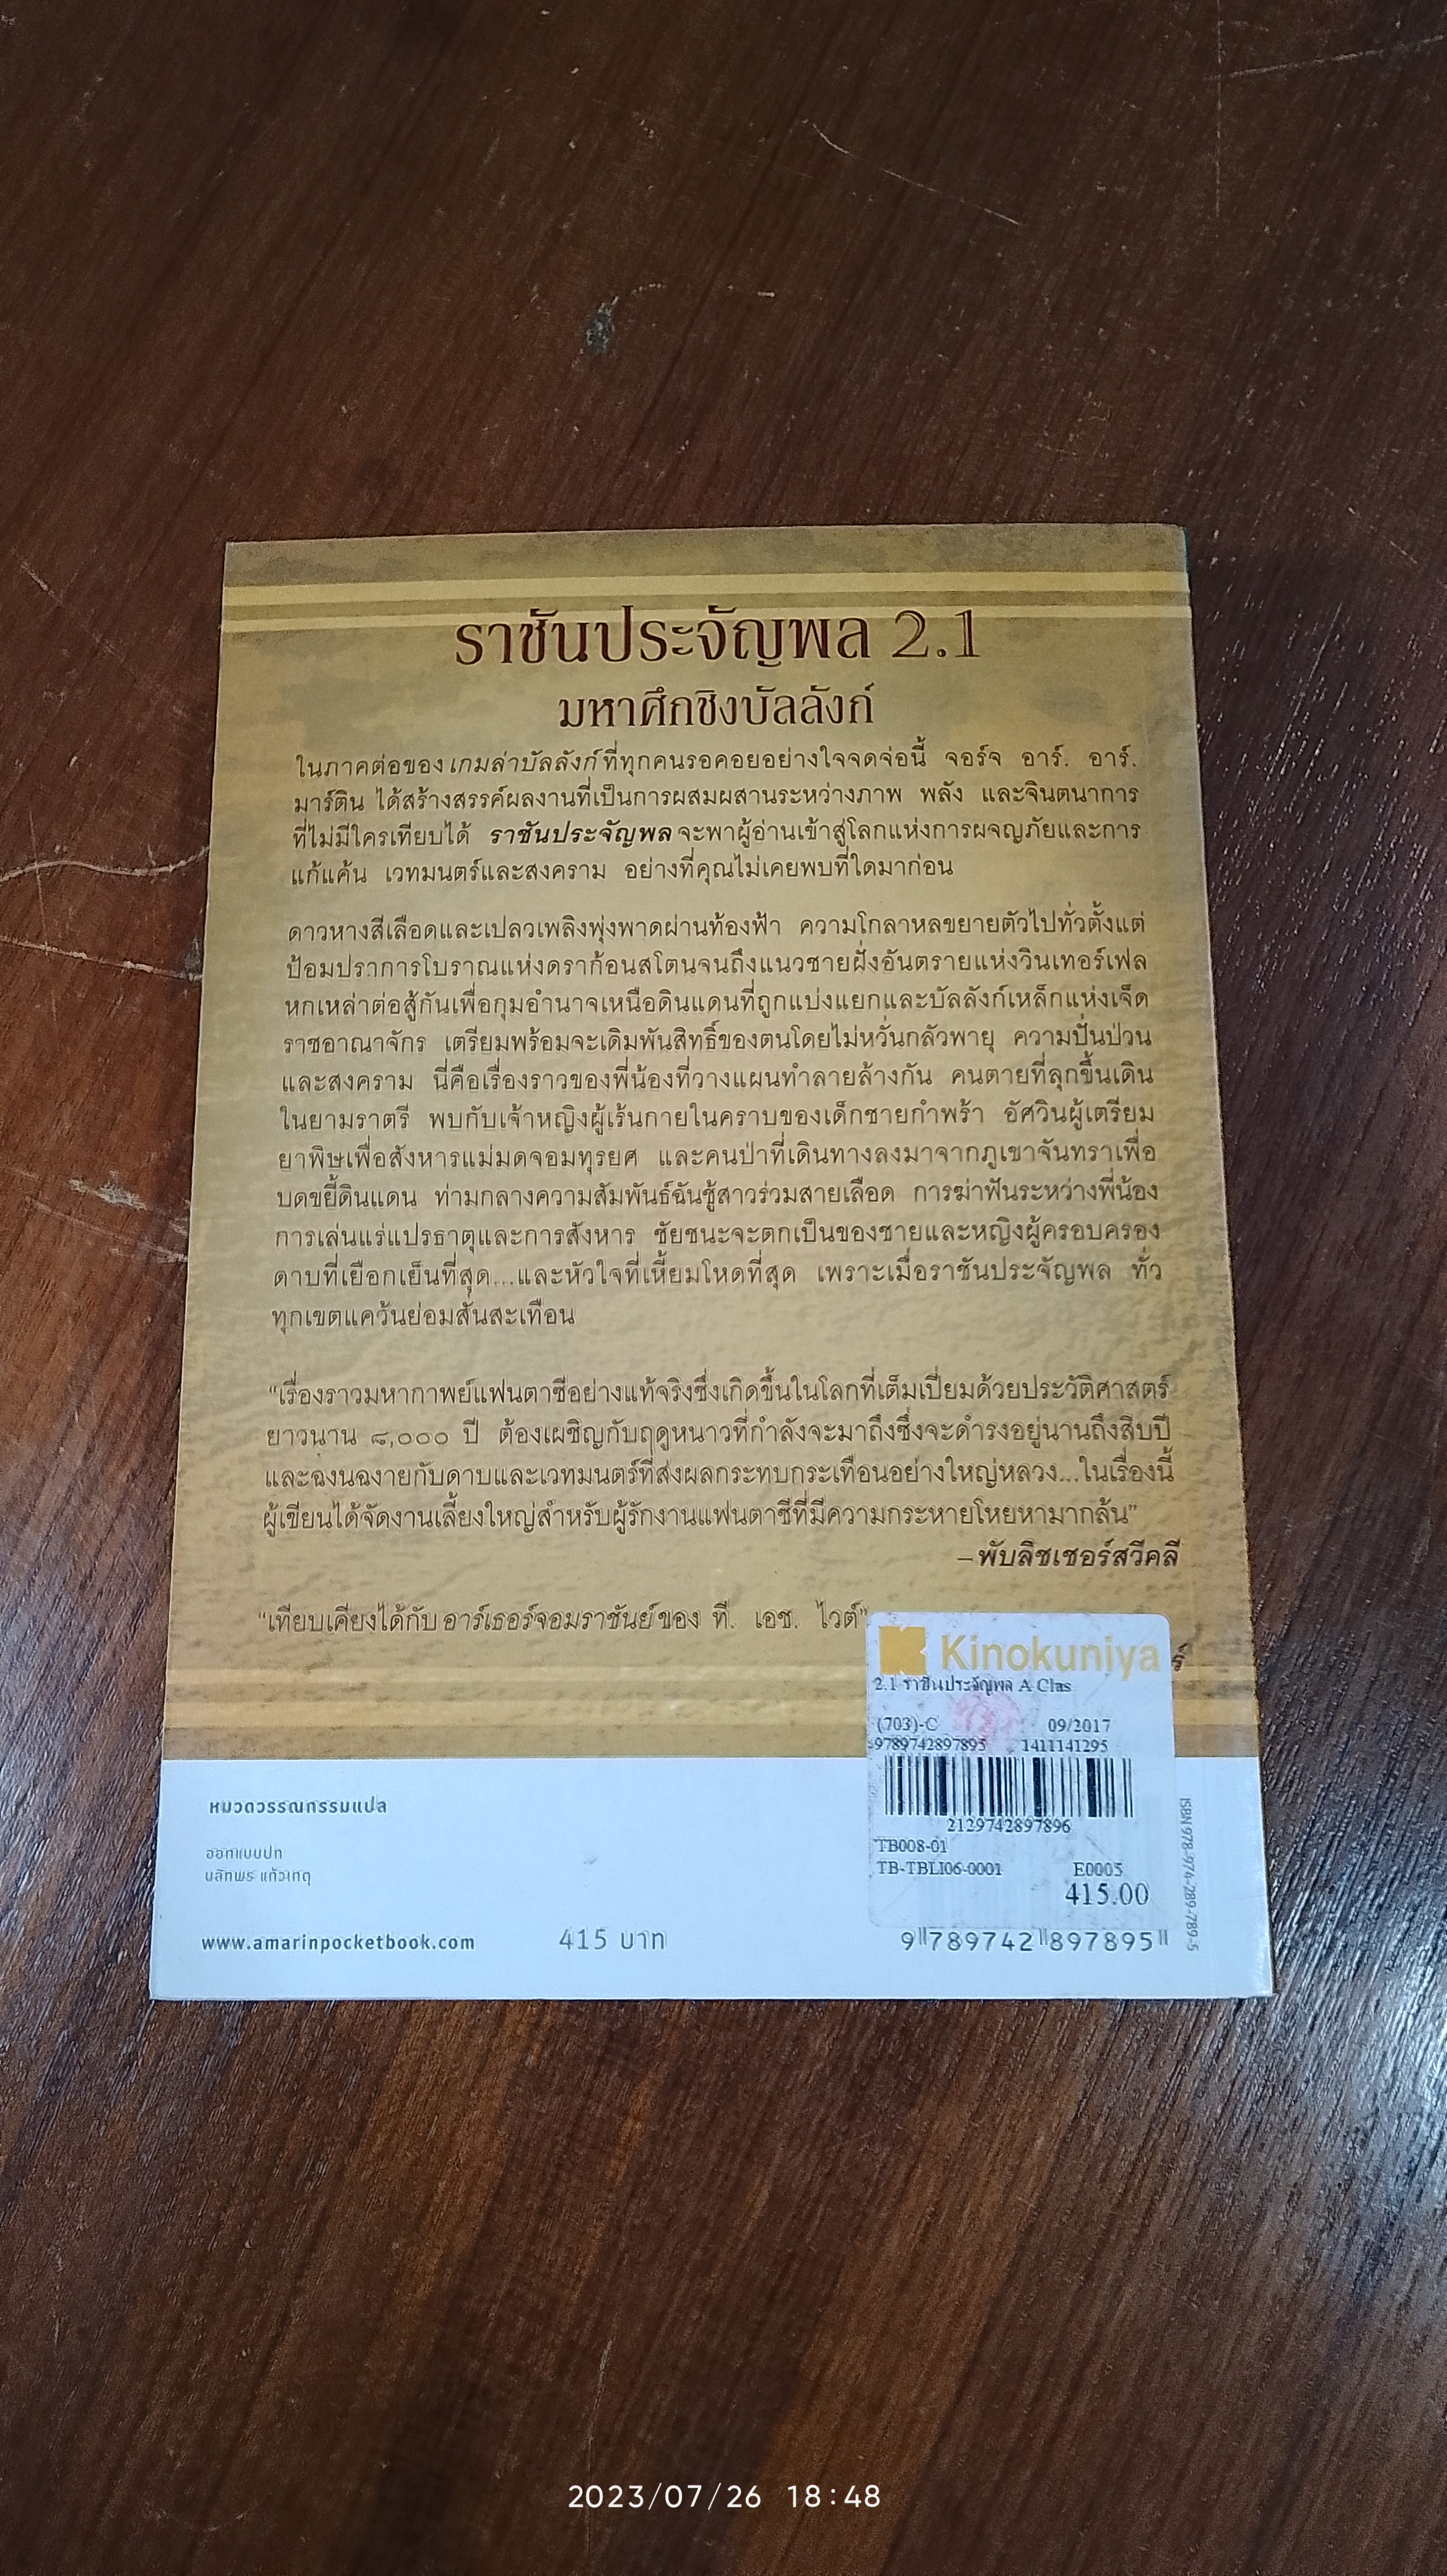 ราชันประจัญพล 2.1
มหาศึกชิงบัลลังก์
ในภาคต่อของเกมล่าบัลลังก์ที่ทุกคนรอคอยอย่างใจจดจ่อนี้ จอร์จ อาร์. อาร์.
มาร์ติน ได้สร้างสรรค์ผลงานที่เป็นการผสมผสานระหว่างภาพ พลัง และจินตนาการ
ที่ไม่มีใครเทียบได้ ราชันประจัญพล จะพาผู้อ่านเข้าสู่โลกแห่งการผจญภัยและการ
แก้แค้น เวทมนตร์และสงคราม อย่างที่คุณไม่เคยพบที่ใดมาก่อน
ดาวหางสีเลือดและเปลวเพลิงพุ่งพาดผ่านท้องฟ้า ความโกลาหลขยายตัวไปทั่วตั้งแต่
ป้อมปราการโบราณแห่งดราก้อนสโตนจนถึงแนวชายฝั่งอันตรายแห่งวินเทอร์เฟล
หกเหล่าต่อสู้กันเพื่อกุมอำนาจเหนือดินแดนที่ถูกแบ่งแยกและบัลลังก์เหล็กแห่งเจ็ด
ราชอาณาจักร เตรียมพร้อมจะเดิมพันสิทธิ์ของตนโดยไม่หวั่นกลัวพายุ ความปั่นป่วน
และสงคราม นี่คือเรื่องราวของพี่น้องที่วางแผนทำลายล้างกัน คนตายที่ลุกขึ้นเดิน
ในยามราตรี พบกับเจ้าหญิงผู้เร้นกายในคราบของเด็กชายกำพร้า อัศวินผู้เตรียม
ยาพิษเพื่อสังหารแม่มดจอมทุรยศ และคนป่าที่เดินทางลงมาจากภูเขาจันทราเพื่อ
บดขยี้ดินแดน ท่ามกลางความสัมพันธ์ฉันชู้สาวร่วมสายเลือด การฆ่าฟันระหว่างพี่น้อง
การเล่นแร่แปรธาตุและการสังหาร ชัยชนะจะตกเป็นของชายและหญิงผู้ครอบครอง
ดาบที่เยือกเย็นที่สุด...และหัวใจที่เหี้ยมโหดที่สุด เพราะเมื่อราชันประจัญพล ทั่ว
ทุกเขตแคว้นย่อมสั่นสะเทือน
“เรื่องราวมหากาพย์แฟนตาซีอย่างแท้จริงซึ่งเกิดขึ้นในโลกที่เต็มเปี่ยมด้วยประวัติศาสตร์
ยาวนาน ๘,๐๐๐ ปี ต้องเผชิญกับฤดูหนาวที่กำลังจะมาถึงซึ่งจะดำรงอยู่นานถึงสิบปี
และฉงนฉงายกับดาบและเวทมนตร์ที่ส่งผลกระทบกระเทือนอย่างใหญ่หลวง...ในเรื่องนี้
ผู้เขียนได้จัดงานเลี้ยงใหญ่สำหรับผู้รักงานแฟนตาซีที่มีความกระหายโหยหามากล้น”
–พับลิชเชอร์สวีคลี
“เทียบเคียงได้กับอาร์เธอร์จอมราชันย์ของ ที. เอช. ไวต์”
Kinokuniya
2.1 ราชันประจัญพล A Clas
(703)-C 09/2017
9789742897895 1411141295
2129742897896
TB008-01
TB-TBLI06-0001 E0005
415.00
หมวดวรรณกรรมแปล
ออกแบบปก
นลัทพร แก้วเกตุ
www.amarinpocketbook.com 415 บาท
9 789742 897895
ISBN 978-974-289-789-5
2023/07/26 18:48